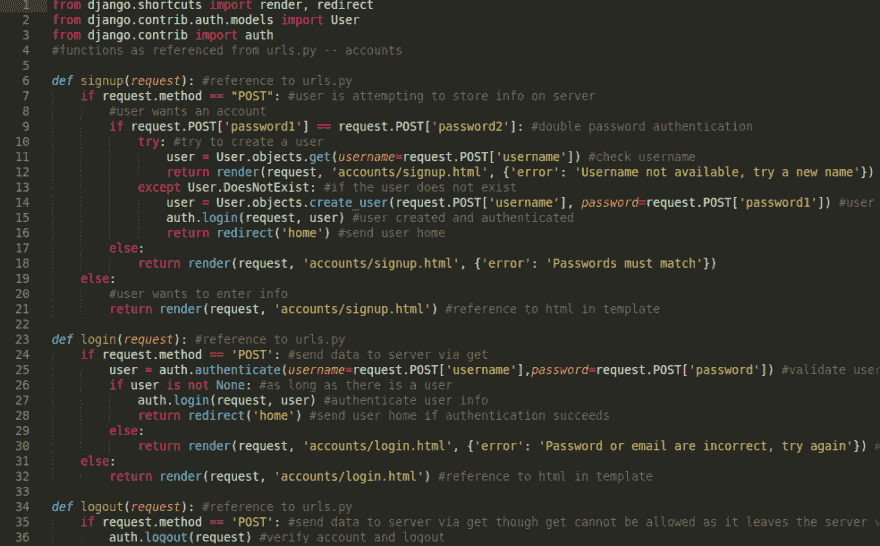 1 from django.shortcuts import render, redirect
2 from django.contrib.auth.models import User
3 from django.contrib import auth
4 #functions as referenced from urls.py -- accounts
5
6 def signup(request): #reference to urls.py
7     if request.method == "POST": #user is attempting to store info on server
8         #user wants an account
9         if request.POST['password1'] == request.POST['password2']: #double password authentication
10             try: #try to create a user
11                 user = User.objects.get(username=request.POST['username']) #check username
12                 return render(request, 'accounts/signup.html', {'error': 'Username not available, try a new name'})
13             except User.DoesNotExist: #if the user does not exist
14                 user = User.objects.create_user(request.POST['username'], password=request.POST['password1']) #user
15                 auth.login(request, user) #user created and authenticated
16                 return redirect('home') #send user home
17         else:
18             return render(request, 'accounts/signup.html', {'error': 'Passwords must match'})
19     else:
20         #user wants to enter info
21         return render(request, 'accounts/signup.html') #reference to html in template
22
23 def login(request): #reference to urls.py
24     if request.method == 'POST': #send data to server via get
25         user = auth.authenticate(username=request.POST['username'],password=request.POST['password']) #validate user
26         if user is not None: #as long as there is a user
27             auth.login(request, user) #authenticate user info
28             return redirect('home') #send user home if authentication succeeds
29         else:
30             return render(request, 'accounts/login.html', {'error': 'Password or email are incorrect, try again'}) #
31     else:
32         return render(request, 'accounts/login.html') #reference to html in template
33
34 def logout(request): #reference to urls.py
35     if request.method == 'POST': #send data to server via get though get cannot be allowed as it leaves the server v
36         auth.logout(request) #verify account and logout